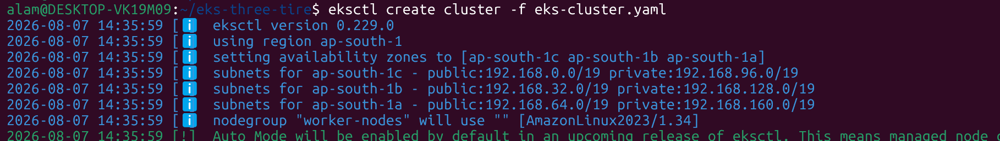 alam@DESKTOP-VK19M09:~/eks-three-tire$ eksctl create cluster -f eks-cluster.yaml
2026-08-07 14:35:59 [ℹ]  eksctl version 0.229.0
2026-08-07 14:35:59 [ℹ]  using region ap-south-1
2026-08-07 14:35:59 [ℹ]  setting availability zones to [ap-south-1c ap-south-1b ap-south-1a]
2026-08-07 14:35:59 [ℹ]  subnets for ap-south-1c - public:192.168.0.0/19 private:192.168.96.0/19
2026-08-07 14:35:59 [ℹ]  subnets for ap-south-1b - public:192.168.32.0/19 private:192.168.128.0/19
2026-08-07 14:35:59 [ℹ]  subnets for ap-south-1a - public:192.168.64.0/19 private:192.168.160.0/19
2026-08-07 14:35:59 [ℹ]  nodegroup "worker-nodes" will use "" [AmazonLinux2023/1.34]
2026-08-07 14:35:59 [!]  Auto Mode will be enabled by default in an upcoming release of eksctl. This means managed node